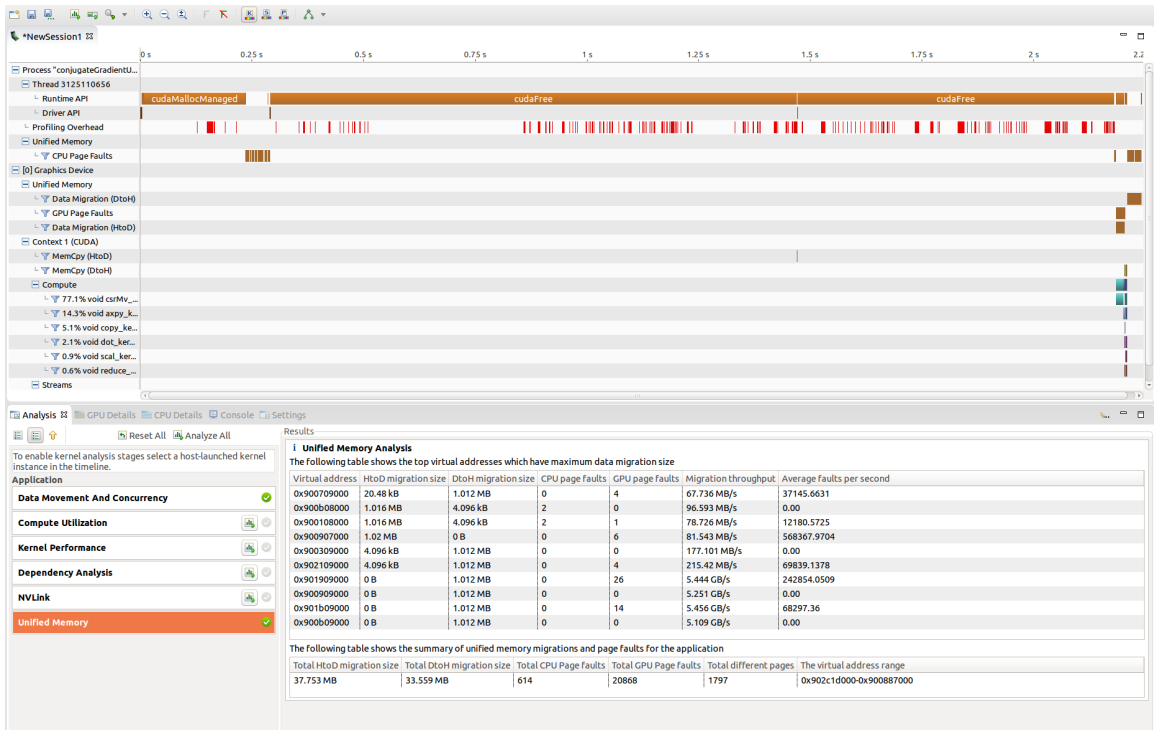 *NewSession1
0 s 0.25 s 0.5 s 0.75 s 1 s 1.25 s 1.5 s 1.75 s 2 s 2.2
Process "conjugateGradientU...
Thread 3125110656
Runtime API cudaMallocManaged cudaFree cudaFree
Driver API
Profiling Overhead
Unified Memory
CPU Page Faults
[0] Graphics Device
Unified Memory
Data Migration (DtoH)
GPU Page Faults
Data Migration (HtoD)
Context 1 (CUDA)
MemCpy (HtoD)
MemCpy (DtoH)
Compute
77.1% void csrMv_...
14.3% void axpy_k...
5.1% void copy_ke...
2.1% void dot_ker...
0.9% void scal_ker...
0.6% void reduce_...
Streams
Analysis GPU Details CPU Details Console Settings
Reset All Analyze All
To enable kernel analysis stages select a host-launched kernel
instance in the timeline.
Application
Data Movement And Concurrency
Compute Utilization
Kernel Performance
Dependency Analysis
NVLink
Unified Memory
Results
i Unified Memory Analysis
The following table shows the top virtual addresses which have maximum data migration size
Virtual address HtoD migration size DtoH migration size CPU page faults GPU page faults Migration throughput Average faults per second
0x900709000 20.48 kB 1.012 MB 0 4 67.736 MB/s 37145.6631
0x900b08000 1.016 MB 4.096 kB 2 0 96.593 MB/s 0.00
0x900108000 1.016 MB 4.096 kB 2 1 78.726 MB/s 12180.5725
0x900907000 1.02 MB 0 B 0 6 81.543 MB/s 568367.9704
0x900309000 4.096 kB 1.012 MB 0 0 177.101 MB/s 0.00
0x902109000 4.096 kB 1.012 MB 0 4 215.42 MB/s 69839.1378
0x901909000 0 B 1.012 MB 0 26 5.444 GB/s 242854.0509
0x900909000 0 B 1.012 MB 0 0 5.251 GB/s 0.00
0x901b09000 0 B 1.012 MB 0 14 5.456 GB/s 68297.36
0x900b09000 0 B 1.012 MB 0 0 5.109 GB/s 0.00
The following table shows the summary of unified memory migrations and page faults for the application
Total HtoD migration size Total DtoH migration size Total CPU Page faults Total GPU Page faults Total different pages The virtual address range
37.753 MB 33.559 MB 614 20868 1797 0x902c1d000-0x900887000